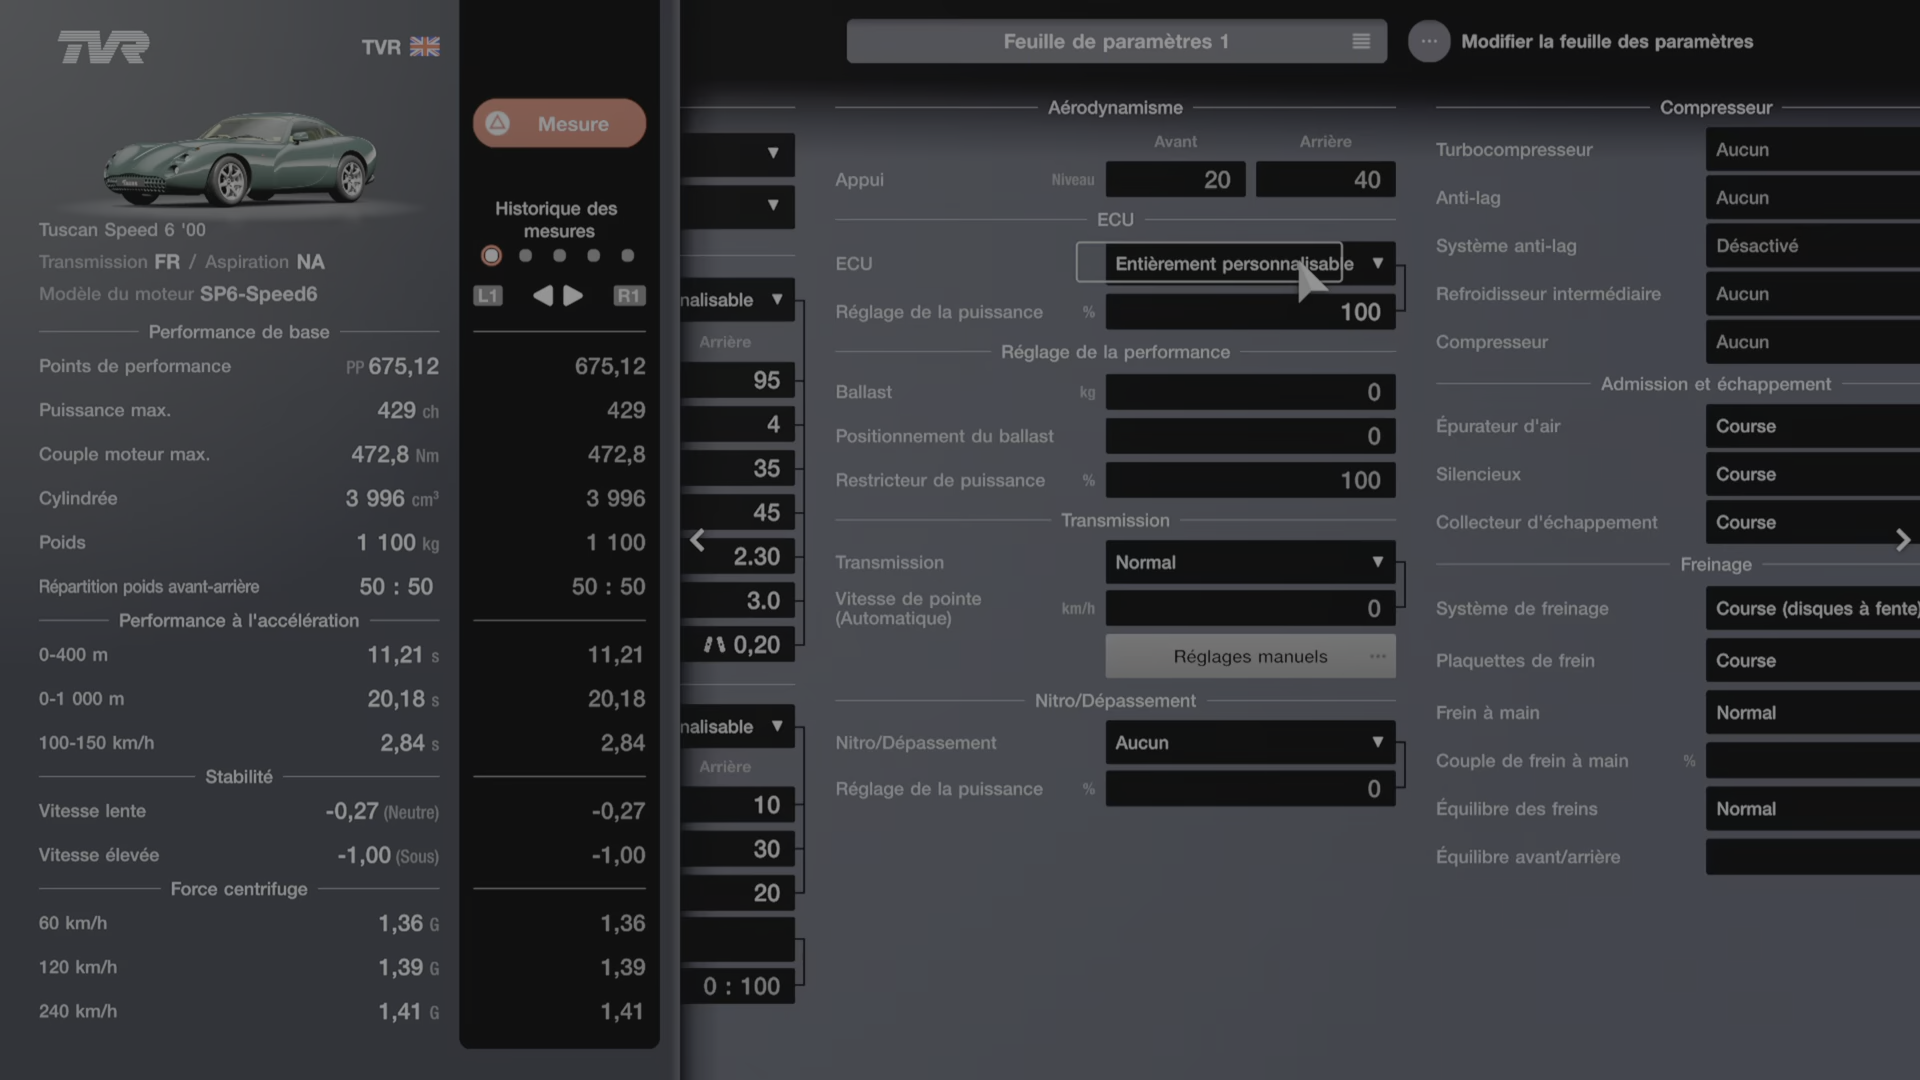 TVR
TVR
Tuscan Speed 6 '00
Transmission FR / Aspiration NA
Modèle du moteur SP6-Speed6
Performance de base
Points de performance PP 675,12
Puissance max. 429 ch
Couple moteur max. 472,8 Nm
Cylindrée 3 996 cm³
Poids 1 100 kg
Répartition poids avant-arrière 50 : 50
Performance à l'accélération
0-400 m 11,21 s
0-1 000 m 20,18 s
100-150 km/h 2,84 s
Stabilité
Vitesse lente -0,27 (Neutre)
Vitesse élevée -1,00 (Sous)
Force centrifuge
60 km/h 1,36 G
120 km/h 1,39 G
240 km/h 1,41 G
Mesure
Historique des
mesures
L1 R1
675,12
429
472,8
3 996
1 100
50 : 50
11,21
20,18
2,84
-0,27
-1,00
1,36
1,39
1,41
Feuille de paramètres 1
Modifier la feuille des paramètres
nalisable
Arrière
95
4
35
45
2.30
3.0
0,20
nalisable
Arrière
10
30
20
0 : 100
Aérodynamisme
Avant Arrière
Appui Niveau 20 40
ECU
ECU Entièrement personnalisable
Réglage de la puissance % 100
Réglage de la performance
Ballast kg 0
Positionnement du ballast 0
Restricteur de puissance % 100
Transmission
Transmission Normal
Vitesse de pointe
(Automatique) km/h 0
Réglages manuels
Nitro/Dépassement
Nitro/Dépassement Aucun
Réglage de la puissance % 0
Compresseur
Turbocompresseur Aucun
Anti-lag Aucun
Système anti-lag Désactivé
Refroidisseur intermédiaire Aucun
Compresseur Aucun
Admission et échappement
Épurateur d'air Course
Silencieux Course
Collecteur d'échappement Course
Freinage
Système de freinage Course (disques à fente)
Plaquettes de frein Course
Frein à main Normal
Couple de frein à main %
Équilibre des freins Normal
Équilibre avant/arrière